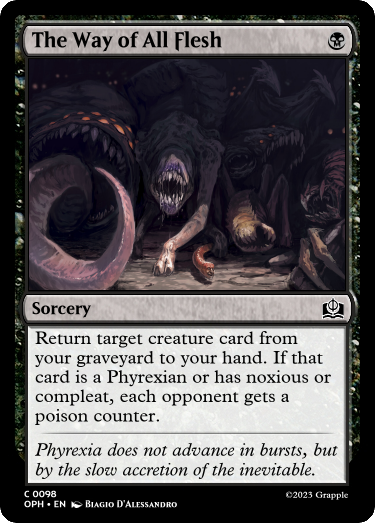 The Way of All Flesh
Sorcery
Return target creature card from
your graveyard to your hand. If that
card is a Phyrexian or has noxious or
compleat, each opponent gets a
poison counter.
Phyrexia does not advance in bursts, but
by the slow accretion of the inevitable.
C 0098
OPH • EN Biagio D'Alessandro
©2023 Grapple